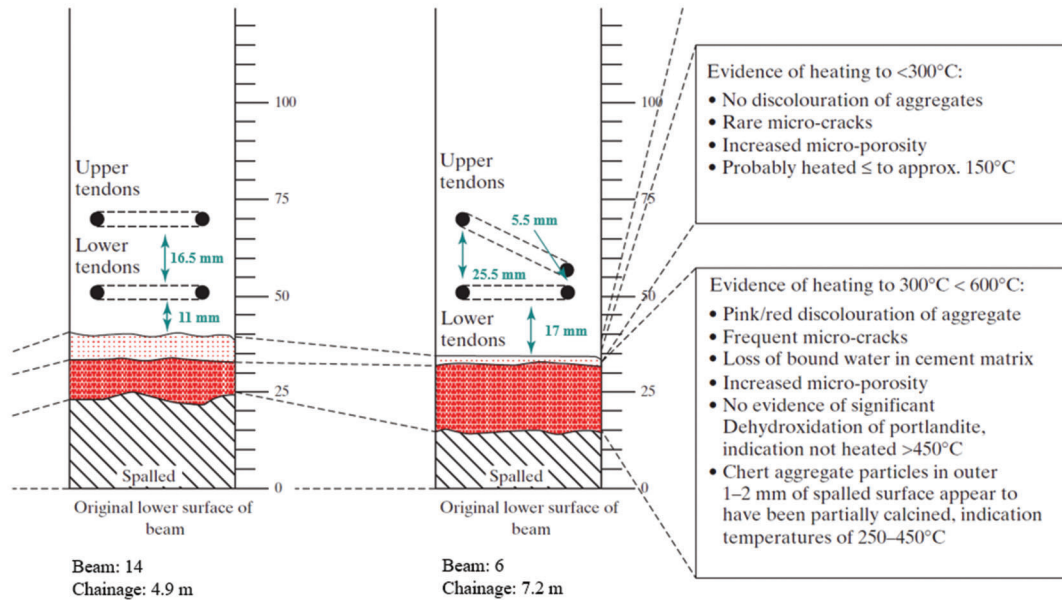 100
75
50
25
0
Upper
tendons
Lower
tendons
16.5 mm
11 mm
Spalled
Original lower surface of
beam
Beam: 14
Chainage: 4.9 m
100
75
50
25
0
Upper
tendons
5.5 mm
25.5 mm
Lower
tendons
17 mm
Spalled
Original lower surface of
beam
Beam: 6
Chainage: 7.2 m
Evidence of heating to <300°C:
• No discolouration of aggregates
• Rare micro-cracks
• Increased micro-porosity
• Probably heated ≤ to approx. 150°C
Evidence of heating to 300°C < 600°C:
• Pink/red discolouration of aggregate
• Frequent micro-cracks
• Loss of bound water in cement matrix
• Increased micro-porosity
• No evidence of significant
Dehydroxidation of portlandite,
indication not heated >450°C
• Chert aggregate particles in outer
1–2 mm of spalled surface appear to
have been partially calcined, indication
temperatures of 250–450°C